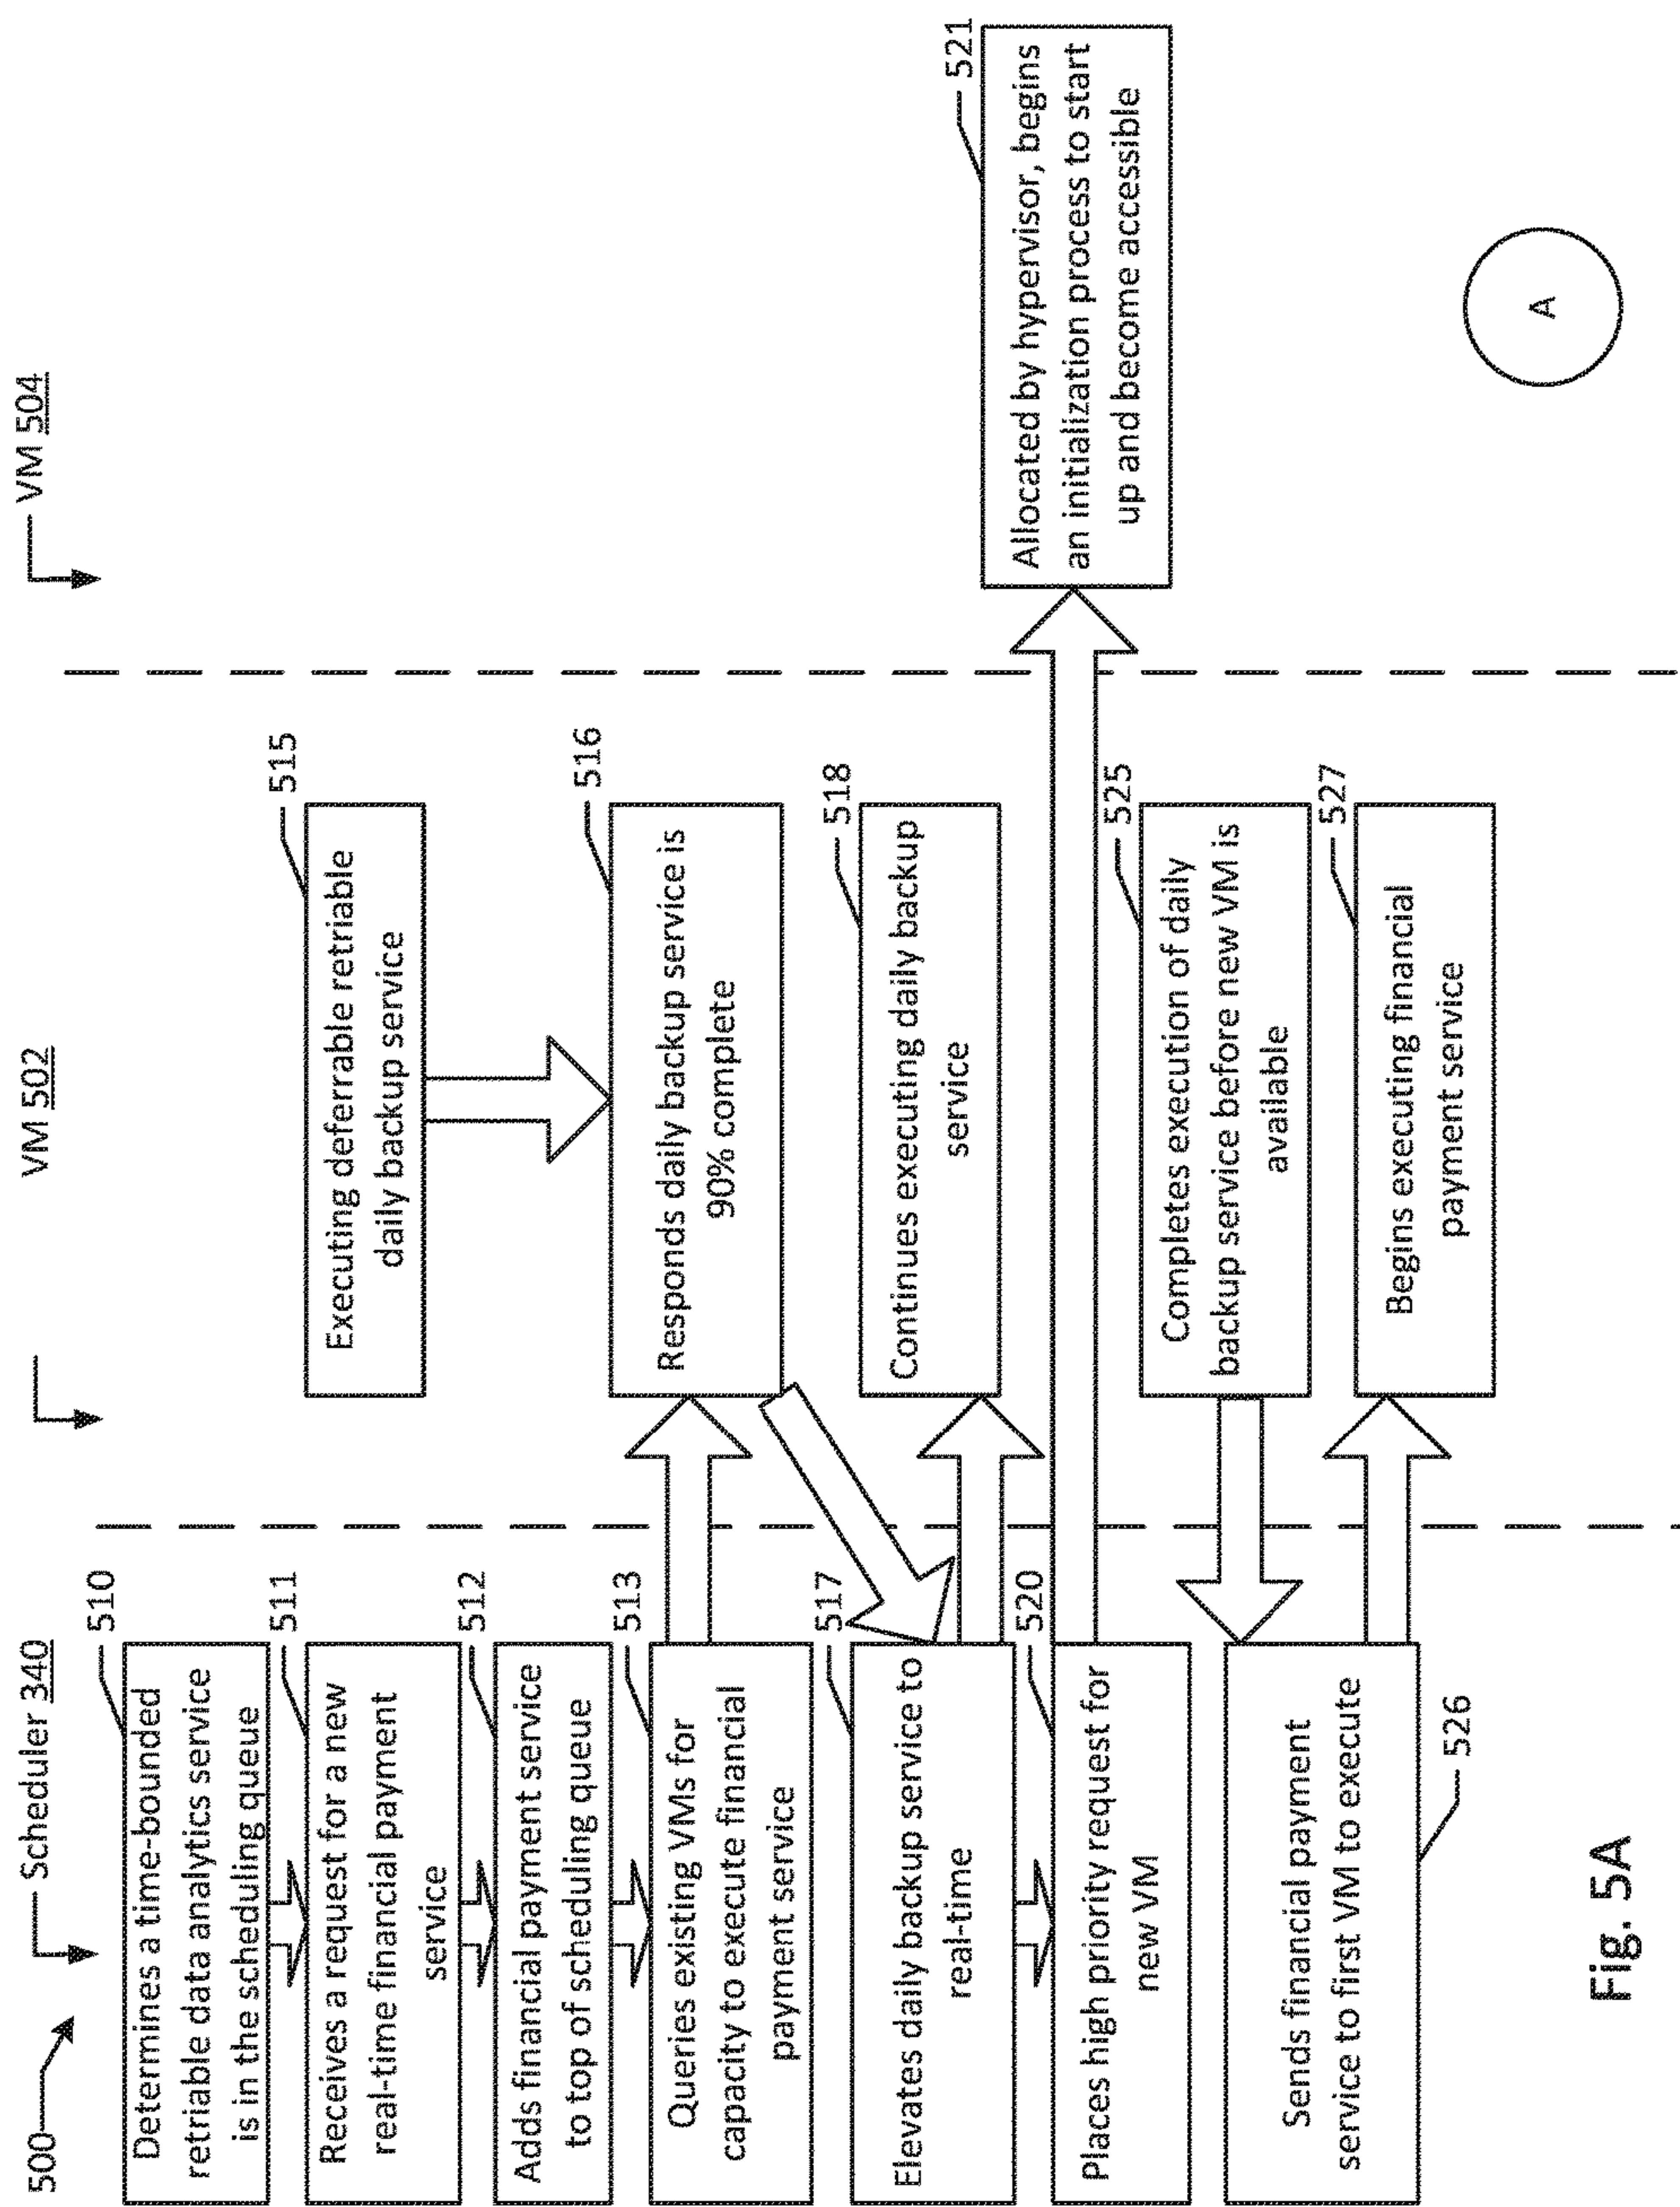 500
Scheduler 340
VM 502
VM 504
510
Determines a time-bounded
retriable data analytics service
is in the scheduling queue
511
Receives a request for a new
real-time financial payment
service
512
Adds financial payment service
to top of scheduling queue
513
Queries existing VMs for
capacity to execute financial
payment service
515
Executing deferrable retriable
daily backup service
516
Responds daily backup service is
90% complete
517
Elevates daily backup service to
real-time
518
Continues executing daily backup
service
520
Places high priority request for
new VM
521
Allocated by hypervisor, begins
an initialization process to start
up and become accessible
525
Completes execution of daily
backup service before new VM is
available
Sends financial payment
service to first VM to execute
526
527
Begins executing financial
payment service
A
Fig. 5A